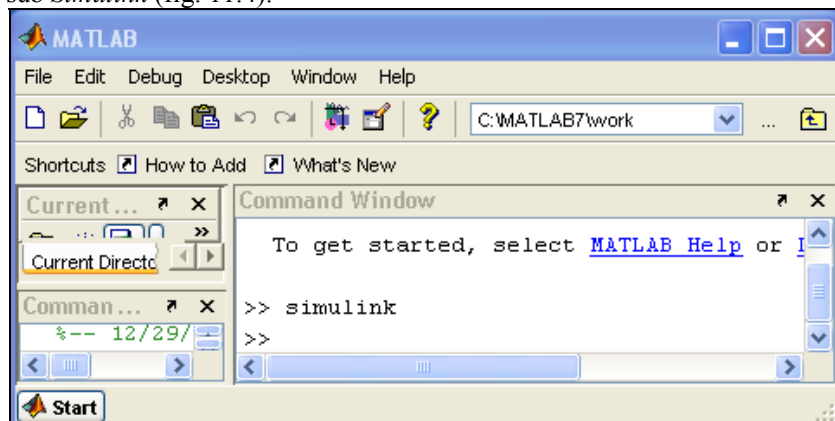 sub Simulink (fig. 11.4).
MATLAB
File Edit Debug Desktop Window Help
C:\MATLAB7\work ...
Shortcuts How to Add What's New
Current ...
Current Directo
Comman ...
%-- 12/29/
Command Window
To get started, select MATLAB Help or
>> simulink
>>
Start